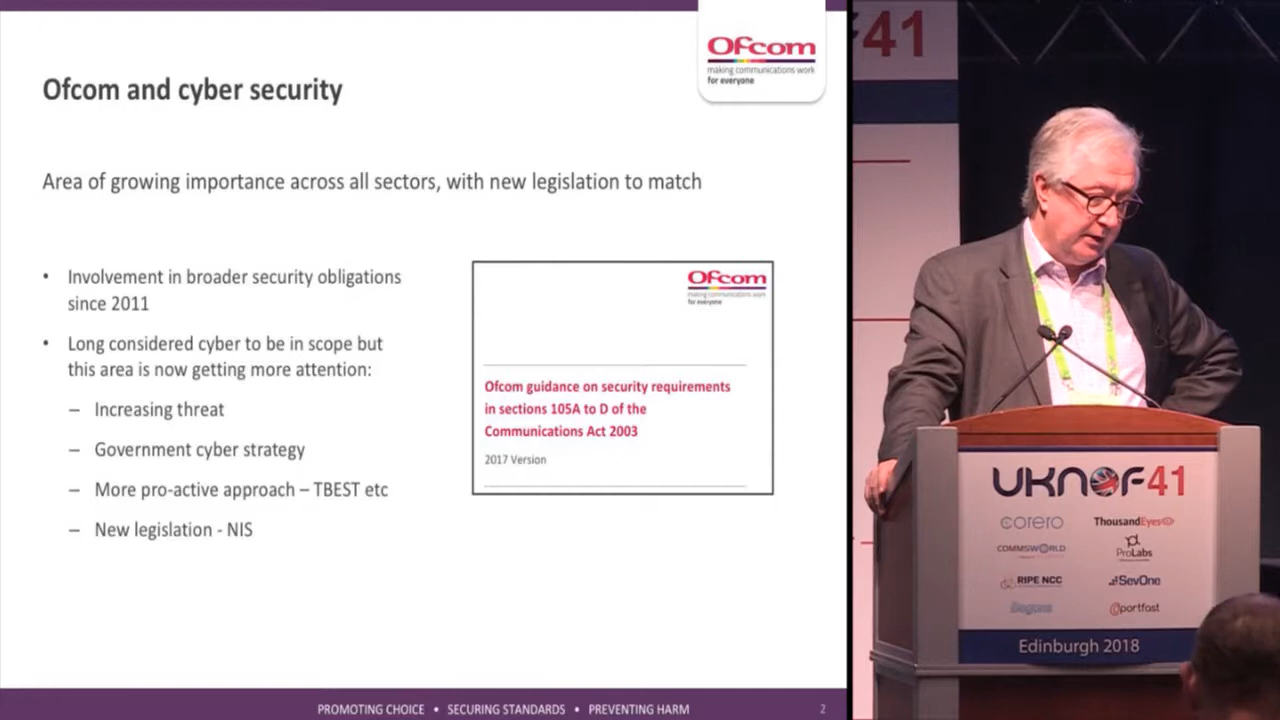 Ofcom
making communications work
for everyone
Ofcom and cyber security
Area of growing importance across all sectors, with new legislation to match
• Involvement in broader security obligations
since 2011
• Long considered cyber to be in scope but
this area is now getting more attention:
– Increasing threat
– Government cyber strategy
– More pro-active approach – TBEST etc
– New legislation - NIS
Ofcom
making communications work
for everyone
Ofcom guidance on security requirements
in sections 105A to D of the
Communications Act 2003
2017 Version
PROMOTING CHOICE • SECURING STANDARDS • PREVENTING HARM
2
41
UKNOF41
corero
ThousandEyes
COMMSWORLD
ProLabs
RIPE NCC
SevOne
portfast
Edinburgh 2018